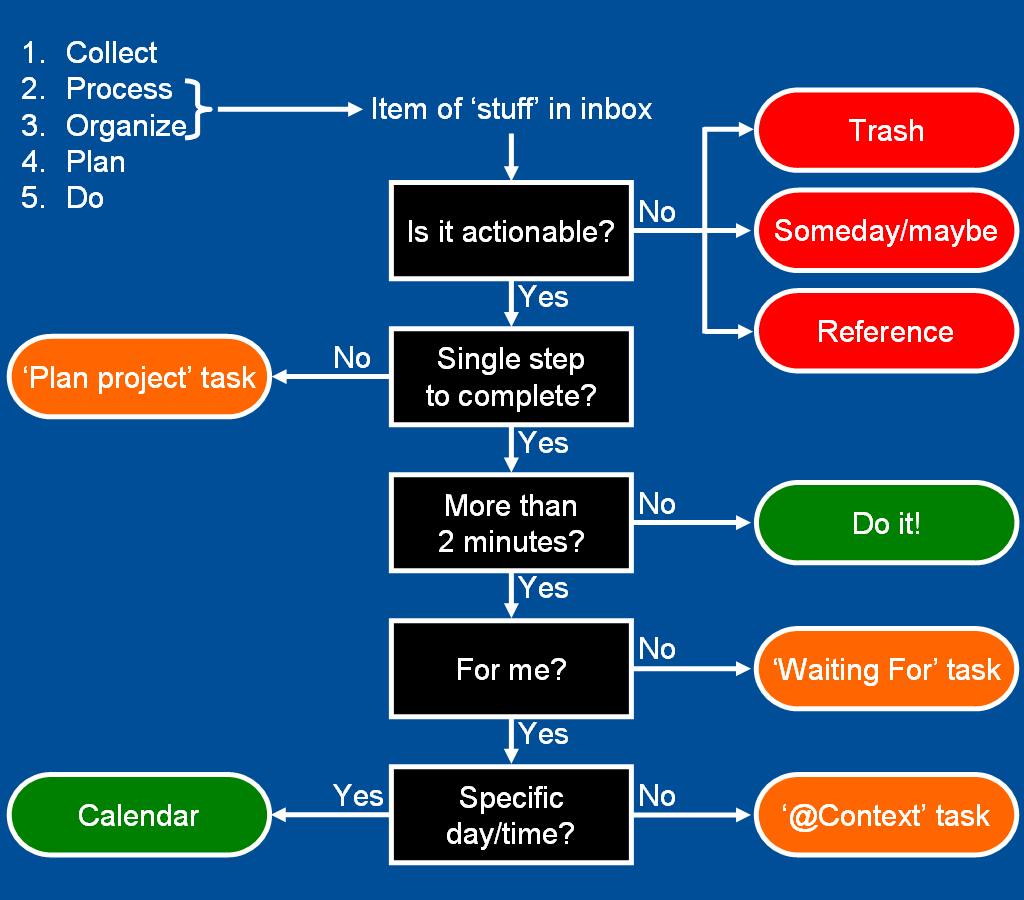 1. Collect
2. Process
3. Organize
4. Plan
5. Do
Item of ‘stuff’ in inbox
Is it actionable?
No
Trash
Someday/maybe
Reference
Yes
Single step
to complete?
No
‘Plan project’ task
Yes
More than
2 minutes?
No
Do it!
Yes
For me?
No
‘Waiting For’ task
Yes
Specific
day/time?
Yes
Calendar
No
‘@Context’ task